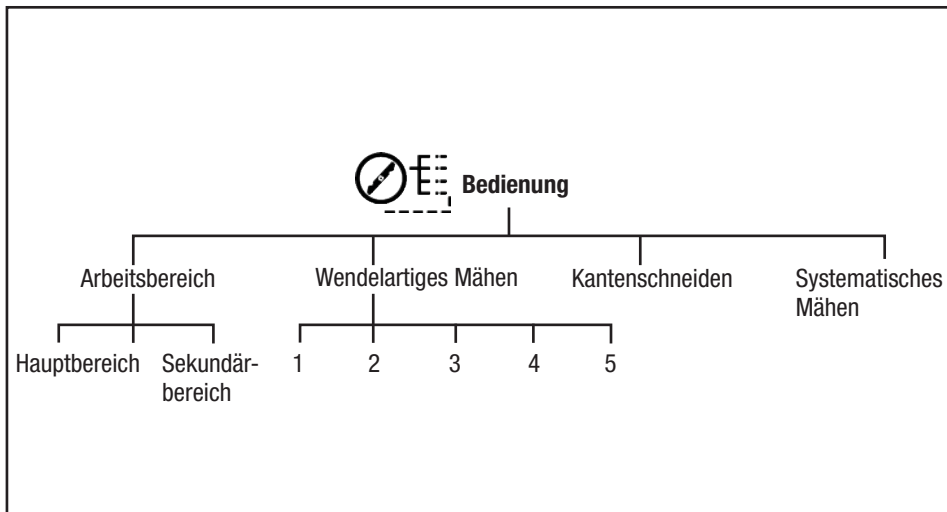 Bedienung
Arbeitsbereich
Wendelartiges Mähen
Kantenschneiden
Systematisches
Mähen
Hauptbereich
Sekundär-
bereich
1 2 3 4 5